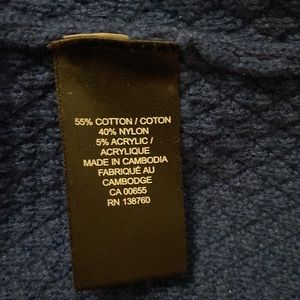 55% COTTON / COTON
40% NYLON
5% ACRYLIC /
ACRYLIQUE
MADE IN CAMBODIA
FABRIQUÉ AU
CAMBODGE
CA 00655
RN 138760